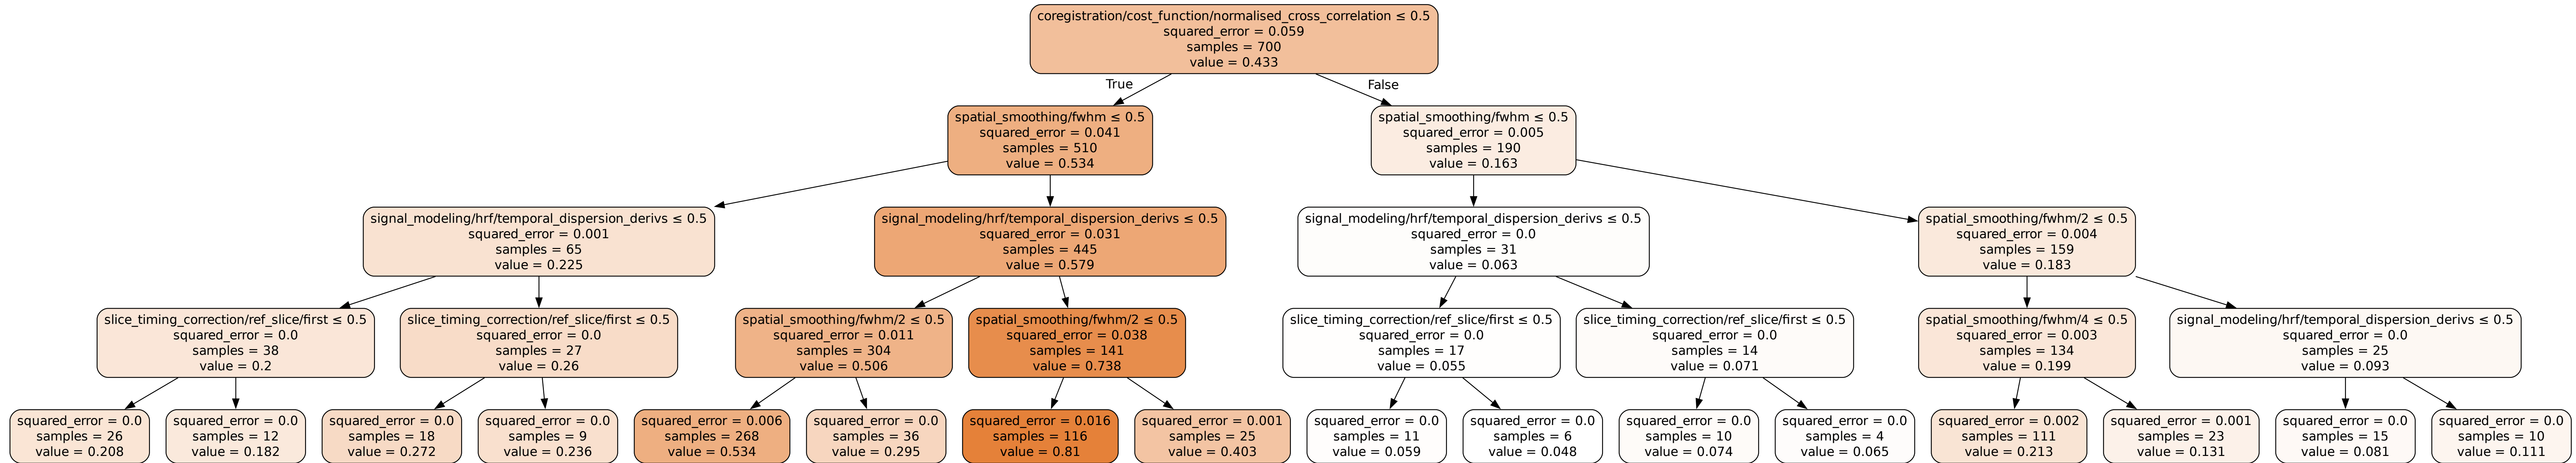 coregistration/cost_function/normalised_cross_correlation ≤ 0.5
squared_error = 0.059
samples = 700
value = 0.433
True
False
spatial_smoothing/fwhm ≤ 0.5
squared_error = 0.041
samples = 510
value = 0.534
spatial_smoothing/fwhm ≤ 0.5
squared_error = 0.005
samples = 190
value = 0.163
signal_modeling/hrf/temporal_dispersion_derivs ≤ 0.5
squared_error = 0.001
samples = 65
value = 0.225
signal_modeling/hrf/temporal_dispersion_derivs ≤ 0.5
squared_error = 0.031
samples = 445
value = 0.579
signal_modeling/hrf/temporal_dispersion_derivs ≤ 0.5
squared_error = 0.0
samples = 31
value = 0.063
spatial_smoothing/fwhm/2 ≤ 0.5
squared_error = 0.004
samples = 159
value = 0.183
slice_timing_correction/ref_slice/first ≤ 0.5
squared_error = 0.0
samples = 38
value = 0.2
slice_timing_correction/ref_slice/first ≤ 0.5
squared_error = 0.0
samples = 27
value = 0.26
spatial_smoothing/fwhm/2 ≤ 0.5
squared_error = 0.011
samples = 304
value = 0.506
spatial_smoothing/fwhm/2 ≤ 0.5
squared_error = 0.038
samples = 141
value = 0.738
slice_timing_correction/ref_slice/first ≤ 0.5
squared_error = 0.0
samples = 17
value = 0.055
slice_timing_correction/ref_slice/first ≤ 0.5
squared_error = 0.0
samples = 14
value = 0.071
spatial_smoothing/fwhm/4 ≤ 0.5
squared_error = 0.003
samples = 134
value = 0.199
signal_modeling/hrf/temporal_dispersion_derivs ≤ 0.5
squared_error = 0.0
samples = 25
value = 0.093
squared_error = 0.0
samples = 26
value = 0.208
squared_error = 0.0
samples = 12
value = 0.182
squared_error = 0.0
samples = 18
value = 0.272
squared_error = 0.0
samples = 9
value = 0.236
squared_error = 0.006
samples = 268
value = 0.534
squared_error = 0.0
samples = 36
value = 0.295
squared_error = 0.016
samples = 116
value = 0.81
squared_error = 0.001
samples = 25
value = 0.403
squared_error = 0.0
samples = 11
value = 0.059
squared_error = 0.0
samples = 6
value = 0.048
squared_error = 0.0
samples = 10
value = 0.074
squared_error = 0.0
samples = 4
value = 0.065
squared_error = 0.002
samples = 111
value = 0.213
squared_error = 0.001
samples = 23
value = 0.131
squared_error = 0.0
samples = 15
value = 0.081
squared_error = 0.0
samples = 10
value = 0.111